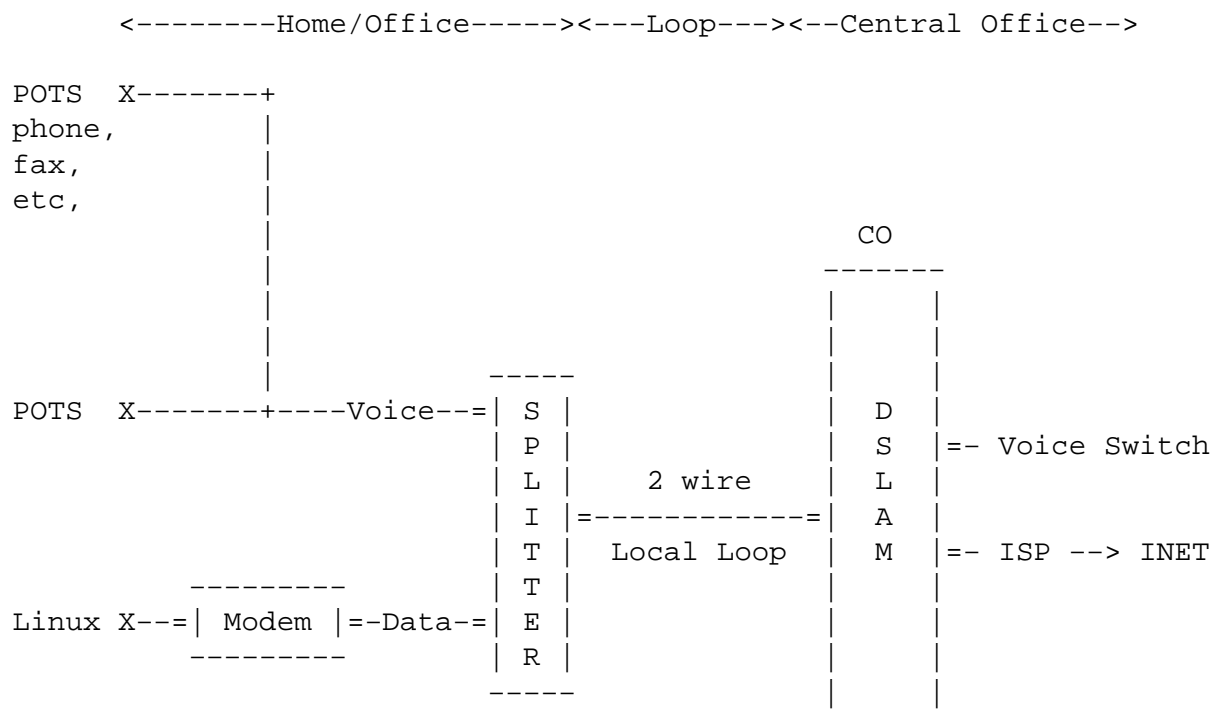 <--------Home/Office-----><---Loop---><--Central Office-->
POTS X-------+
phone, |
fax, |
etc, |
| CO
| -------
| | |
| | |
| ----- | |
POTS X-------+----Voice--=| S | | D |
| P | | S |=- Voice Switch
| L | 2 wire | L |
| I |=------------=| A |
| T | Local Loop | M |=- ISP --> INET
--------- | T | | |
Linux X--=| Modem |=-Data-=| E | | |
--------- | R | | |
----- | |